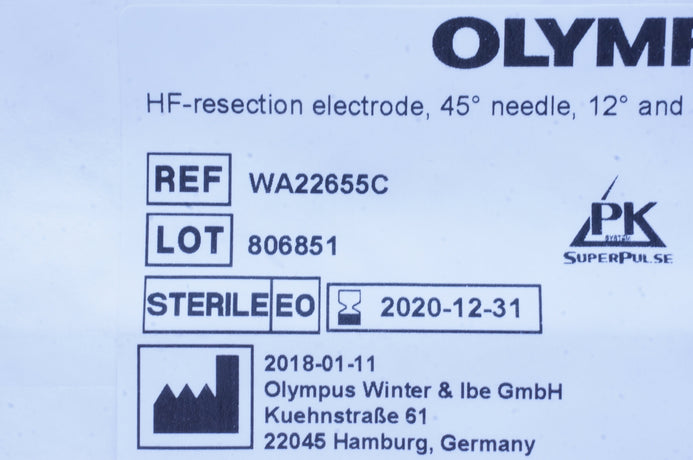 OLYMP
HF-resection electrode, 45° needle, 12° and
REF WA22655C
PK
SYSTEM
SUPERPULSE
LOT 806851
STERILE EO 2020-12-31
2018-01-11
Olympus Winter & Ibe GmbH
Kuehnstraße 61
22045 Hamburg, Germany